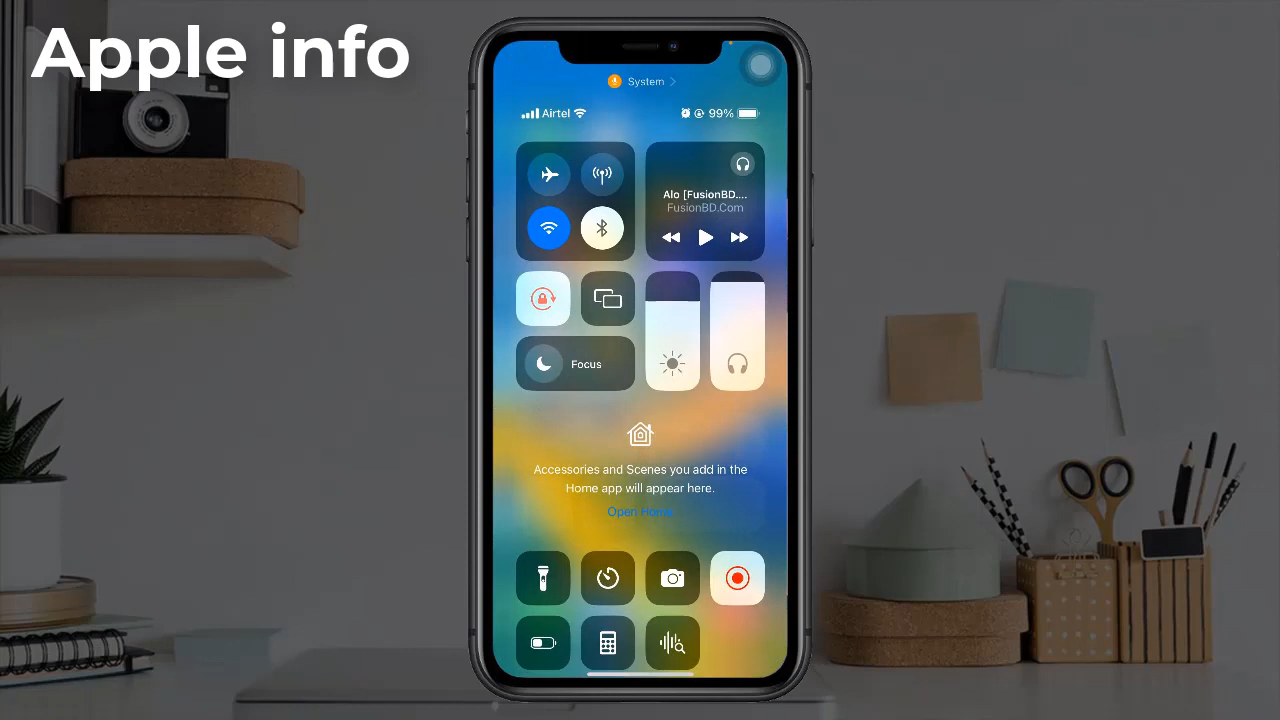 Apple info
System
Airtel
99%
Alo [FusionBD....
FusionBD.Com
Focus
Accessories and Scenes you add in the
Home app will appear here.
Open Home